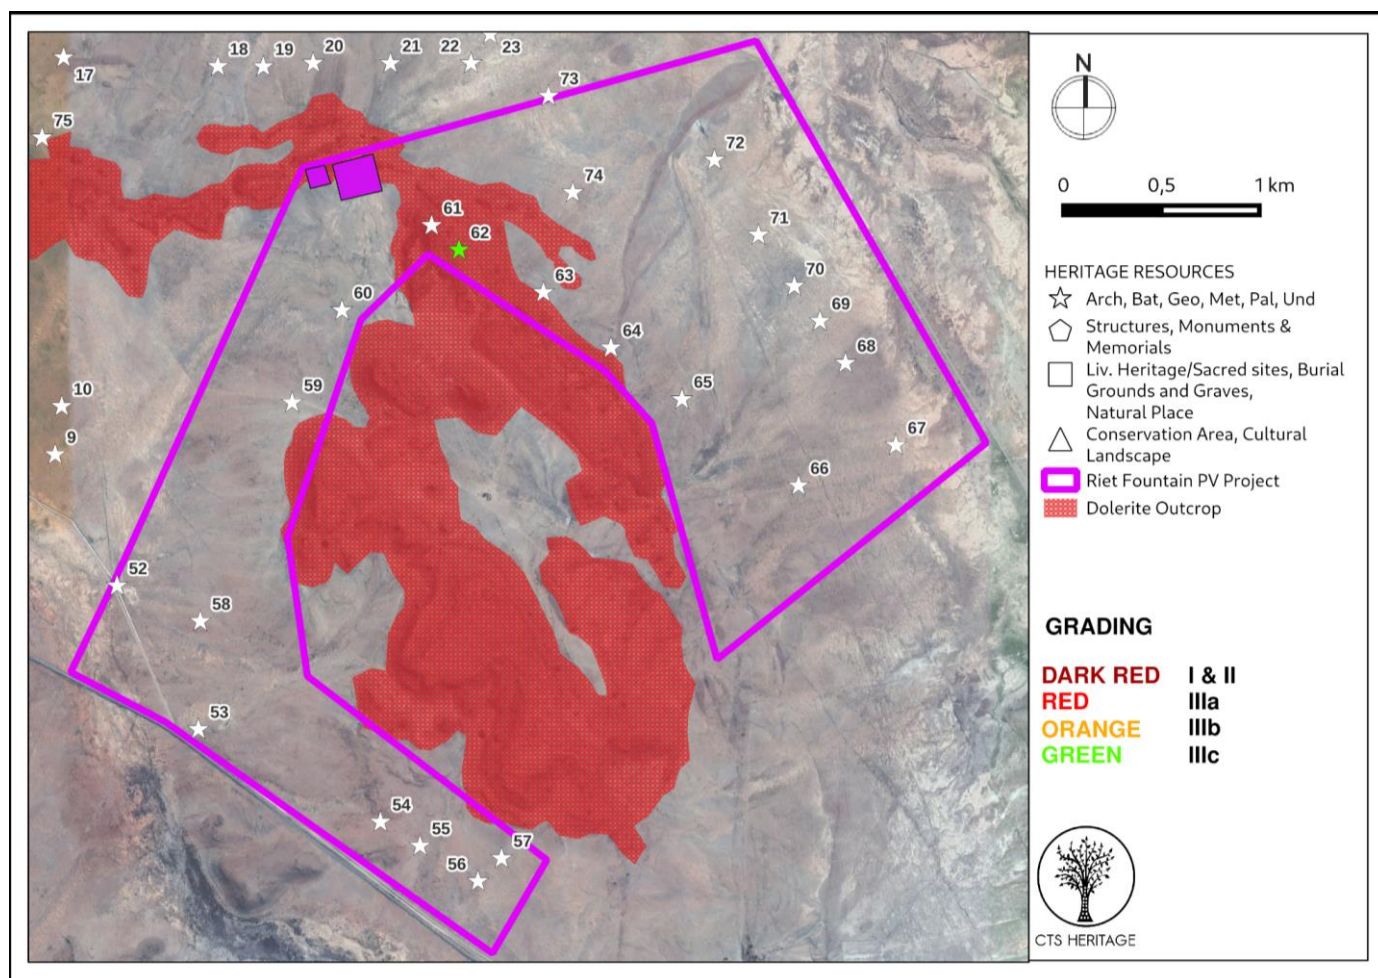 17
18
19
20
21
22
23
73
75
72
74
61
71
62
70
63
60
69
64
68
59
65
10
67
9
66
52
58
53
54
55
57
56
N
0 0,5 1 km
HERITAGE RESOURCES
Arch, Bat, Geo, Met, Pal, Und
Structures, Monuments &
Memorials
Liv. Heritage/Sacred sites, Burial
Grounds and Graves,
Natural Place
Conservation Area, Cultural
Landscape
Riet Fountain PV Project
Dolerite Outcrop
GRADING
DARK RED I & II
RED IIIa
ORANGE IIIb
GREEN IIIc
CTS HERITAGE